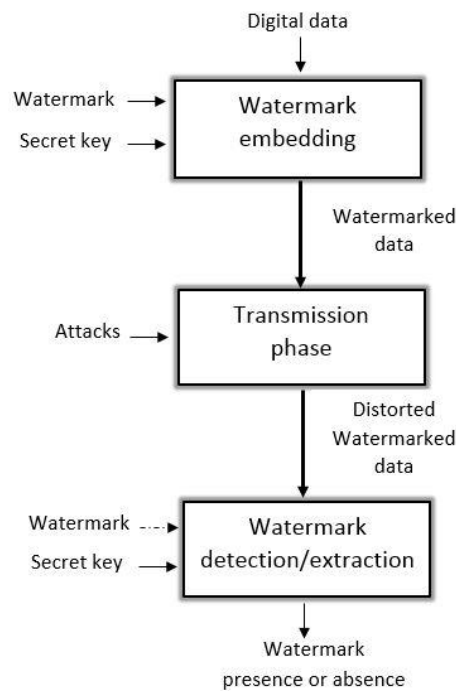 Digital data
Watermark
Secret key
Watermark
embedding
Watermarked
data
Attacks
Transmission
phase
Distorted
Watermarked
data
Watermark
Secret key
Watermark
detection/extraction
Watermark
presence or absence